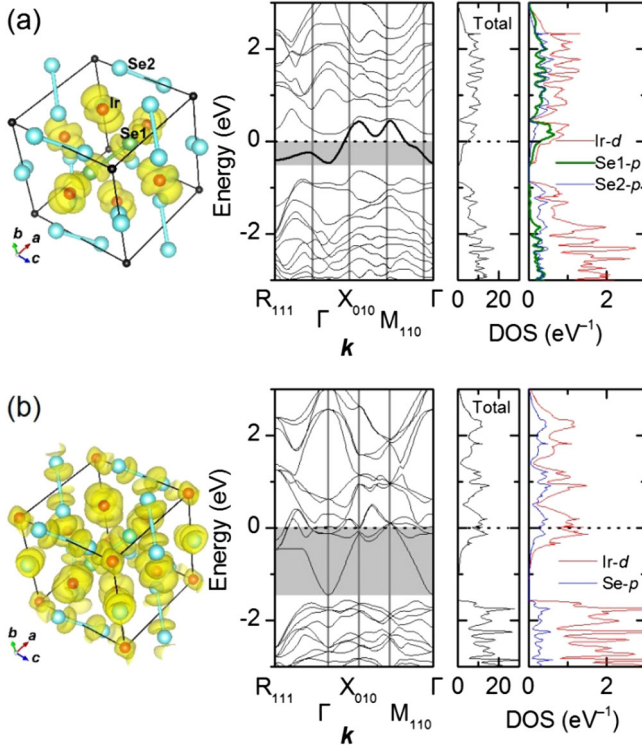 (a)
Se2
Ir
Se1
b a
c
Energy (eV)
2
0
-2
R111 Γ X010 M110 Γ
k
Total
0 20
Ir-d
Se1-p
Se2-p
0 2
DOS (eV⁻¹)
(b)
b a
c
Energy (eV)
2
0
-2
R111 Γ X010 M110 Γ
k
Total
0 20
Ir-d
Se-p
0 2
DOS (eV⁻¹)